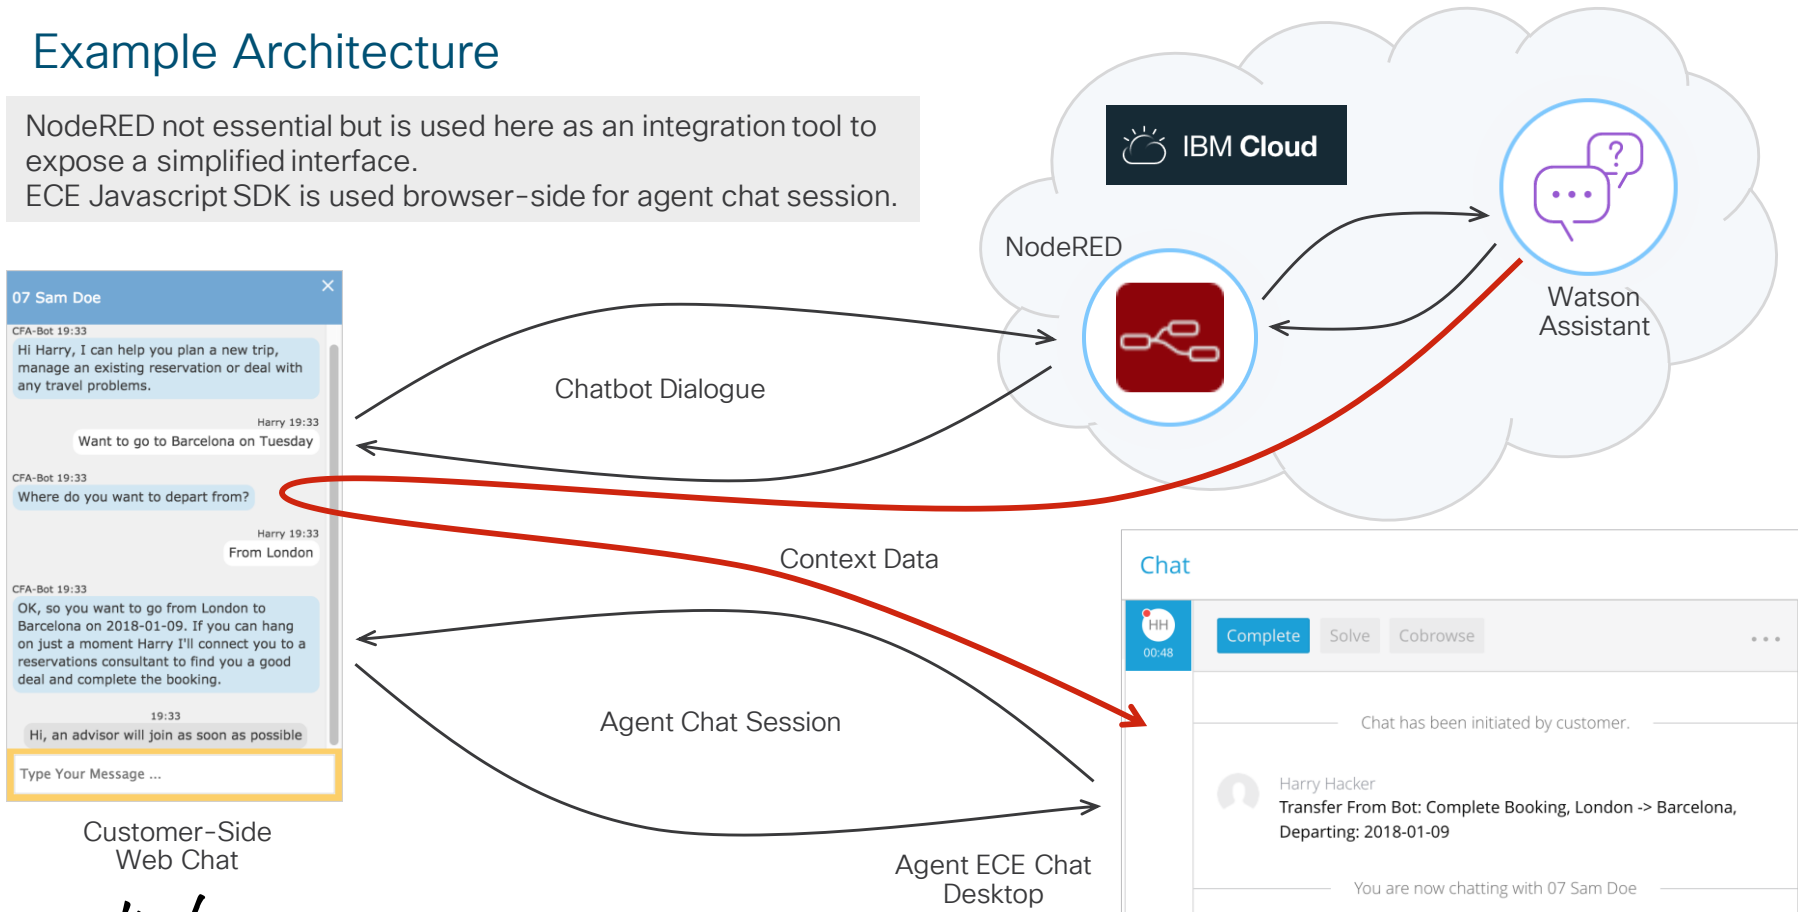 Example Architecture
NodeRED not essential but is used here as an integration tool to
expose a simplified interface.
ECE Javascript SDK is used browser-side for agent chat session.
IBM Cloud
?
NodeRED
Watson
Assistant
07 Sam Doe
CFA-Bot 19:33
Hi Harry, I can help you plan a new trip,
manage an existing reservation or deal with
any travel problems.
Harry 19:33
Want to go to Barcelona on Tuesday
CFA-Bot 19:33
Where do you want to depart from?
Harry 19:33
From London
CFA-Bot 19:33
OK, so you want to go from London to
Barcelona on 2018-01-09. If you can hang
on just a moment Harry I'll connect you to a
reservations consultant to find you a good
deal and complete the booking.
19:33
Hi, an advisor will join as soon as possible
Type Your Message ...
Customer-Side
Web Chat
Chatbot Dialogue
Context Data
Agent Chat Session
Agent ECE Chat
Desktop
Chat
HH
00:48
Complete Solve Cobrowse
Chat has been initiated by customer.
Harry Hacker
Transfer From Bot: Complete Booking, London -> Barcelona,
Departing: 2018-01-09
You are now chatting with 07 Sam Doe